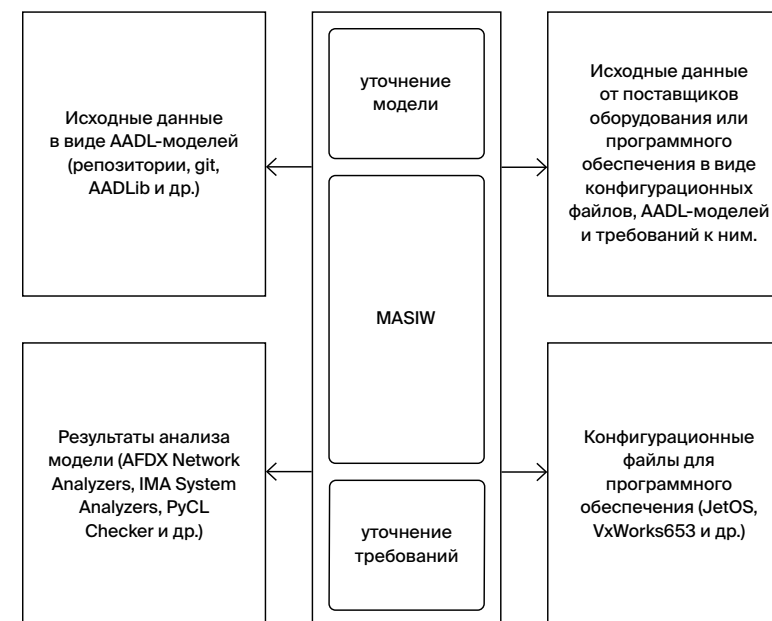 Исходные данные
в виде AADL-моделей
(репозитории, git,
AADLib и др.)
уточнение
модели
Исходные данные
от поставщиков
оборудования или
программного
обеспечения в виде
конфигурационных
файлов, AADL-моделей
и требований к ним.
MASIW
Результаты анализа
модели (AFDX Network
Analyzers, IMA System
Analyzers, PyCL
Checker и др.)
уточнение
требований
Конфигурационные
файлы для
программного
обеспечения (JetOS,
VxWorks653 и др.)